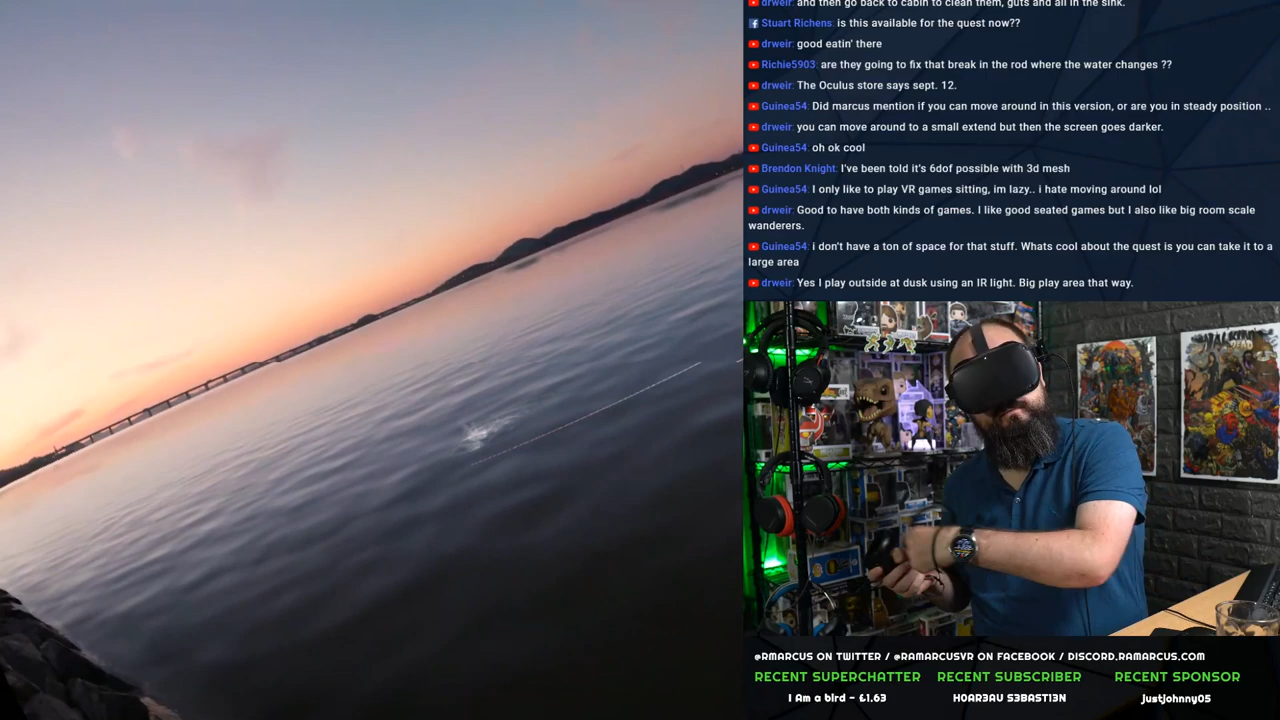 drweir: and then go back to cabin to clean them, guts and all in the sink.
Stuart Richens: is this available for the quest now??
drweir: good eatin' there
Richie5903: are they going to fix that break in the rod where the water changes ??
drweir: The Oculus store says sept. 12.
Guinea54: Did marcus mention if you can move around in this version, or are you in steady position ..
drweir: you can move around to a small extend but then the screen goes darker.
Guinea54: oh ok cool
Brendon Knight: I've been told it's 6dof possible with 3d mesh
Guinea54: I only like to play VR games sitting, im lazy.. i hate moving around lol
drweir: Good to have both kinds of games. I like good seated games but I also like big room scale
wanderers.
Guinea54: i don't have a ton of space for that stuff. Whats cool about the quest is you can take it to a
large area
drweir: Yes I play outside at dusk using an IR light. Big play area that way.
@RMARCUS ON TWITTER / @RAMARCUSVR ON FACEBOOK / DISCORD.RAMARCUS.COM
RECENT SUPERCHATTER RECENT SUBSCRIBER RECENT SPONSOR
I Am a bird - £1.63 H0AR3AU S3BAST13N justjohnny05